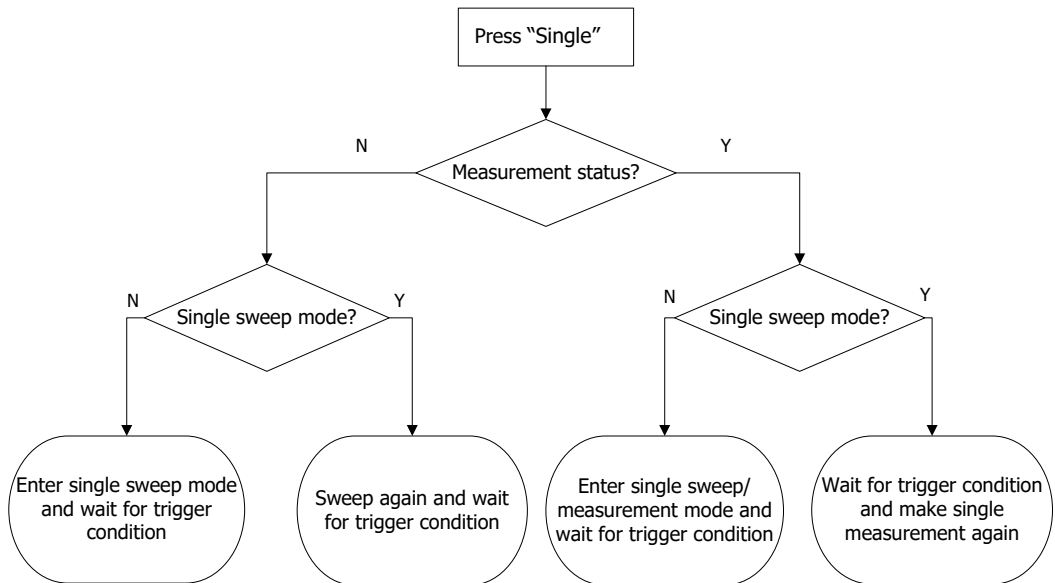 Press “Single”
N
Y
Measurement status?
N
Y
Single sweep mode?
N
Y
Single sweep mode?
Enter single sweep mode
and wait for trigger
condition
Sweep again and wait
for trigger condition
Enter single sweep/
measurement mode and
wait for trigger condition
Wait for trigger condition
and make single
measurement again